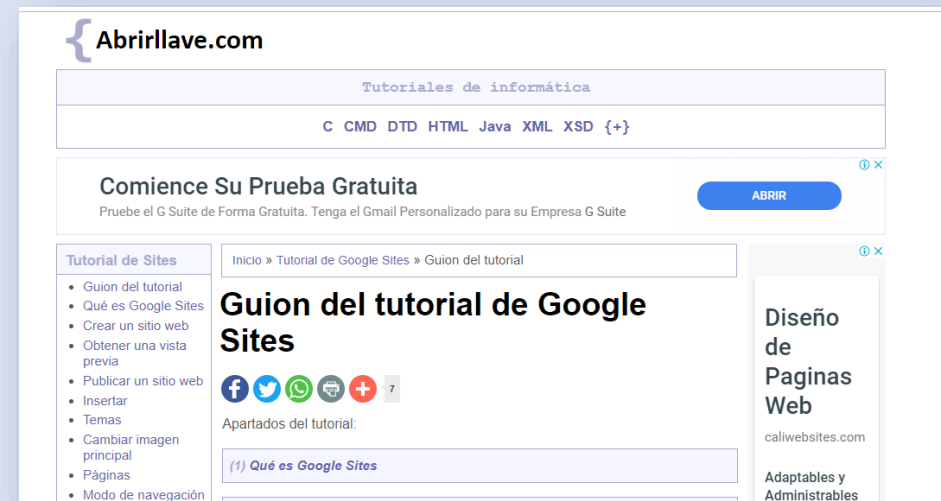 { Abrirllave.com
Tutoriales de informática
C CMD DTD HTML Java XML XSD {+}
Comience Su Prueba Gratuita
Pruebe el G Suite de Forma Gratuita. Tenga el Gmail Personalizado para su Empresa G Suite
ABRIR
Tutorial de Sites
Guion del tutorial
Qué es Google Sites
Crear un sitio web
Obtener una vista
previa
Publicar un sitio web
Insertar
Temas
Cambiar imagen
principal
Páginas
Modo de navegación
Inicio » Tutorial de Google Sites » Guion del tutorial
Guion del tutorial de Google
Sites
7
Apartados del tutorial:
(1) Qué es Google Sites
Diseño
de
Paginas
Web
caliwebsites.com
Adaptables y
Administrables